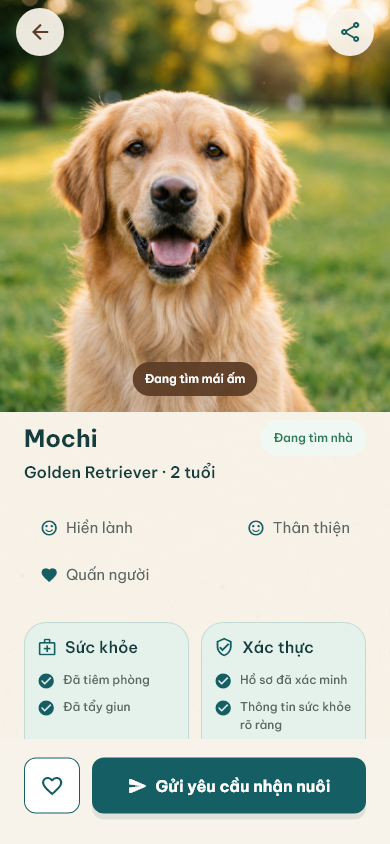 Đang tìm mái ấm
Mochi
Đang tìm nhà
Golden Retriever · 2 tuổi
Hiền lành
Thân thiện
Quấn người
Sức khỏe
Đã tiêm phòng
Đã tẩy giun
Xác thực
Hồ sơ đã xác minh
Thông tin sức khỏe
rõ ràng
Gửi yêu cầu nhận nuôi